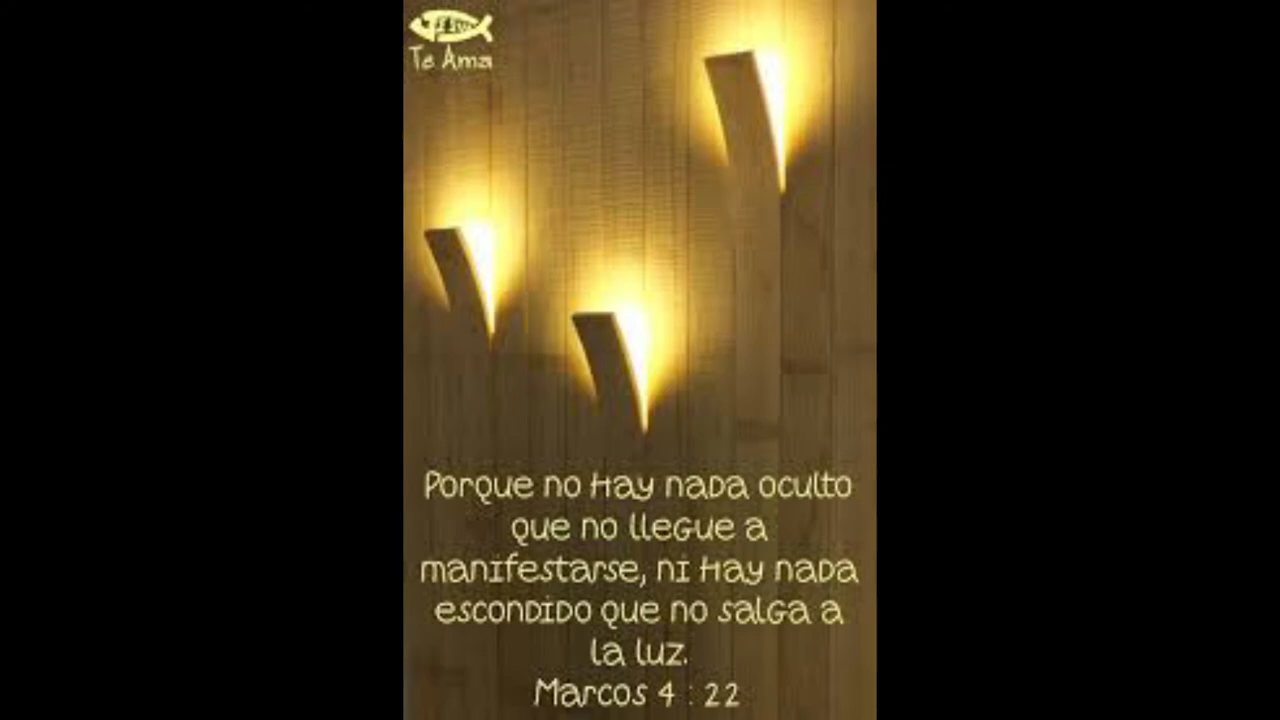 JESUS
Te Ama
Porque no hay nada oculto
que no llegue a
manifestarse, ni hay nada
escondido que no salga a
la luz.
Marcos 4 : 22